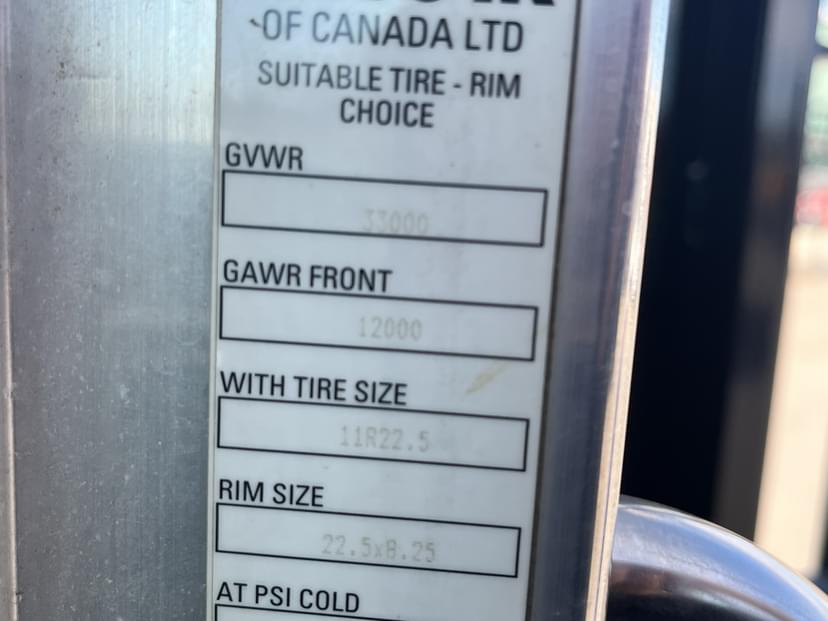 OF CANADA LTD
SUITABLE TIRE - RIM
CHOICE
GVWR
33000
GAWR FRONT
12000
WITH TIRE SIZE
11R22.5
RIM SIZE
22.5x8.25
AT PSI COLD